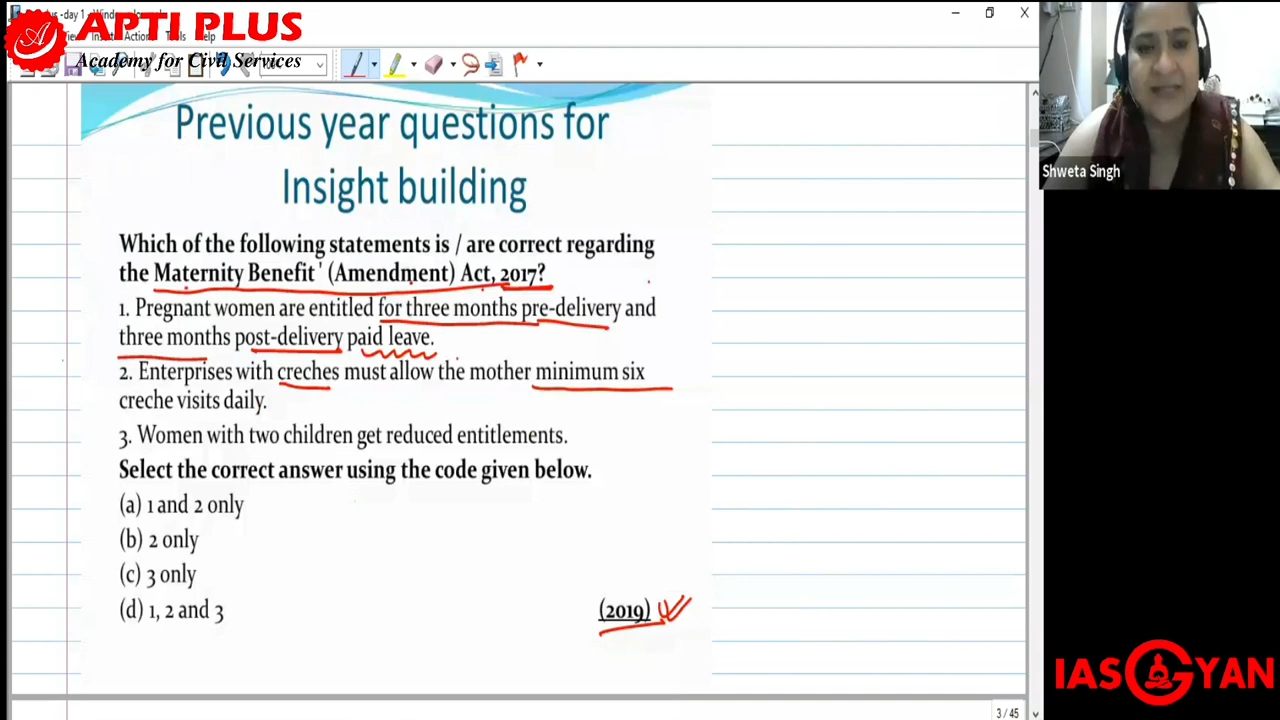 APTI PLUS
Academy for Civil Services
Shweta Singh
Previous year questions for
Insight building
Which of the following statements is / are correct regarding
the Maternity Benefit ' (Amendment) Act, 2017?
1. Pregnant women are entitled for three months pre-delivery and
three months post-delivery paid leave.
2. Enterprises with creches must allow the mother minimum six
creche visits daily.
3. Women with two children get reduced entitlements.
Select the correct answer using the code given below.
(a) 1 and 2 only
(b) 2 only
(c) 3 only
(d) 1, 2 and 3
(2019)
IAS GYAN
3 / 45